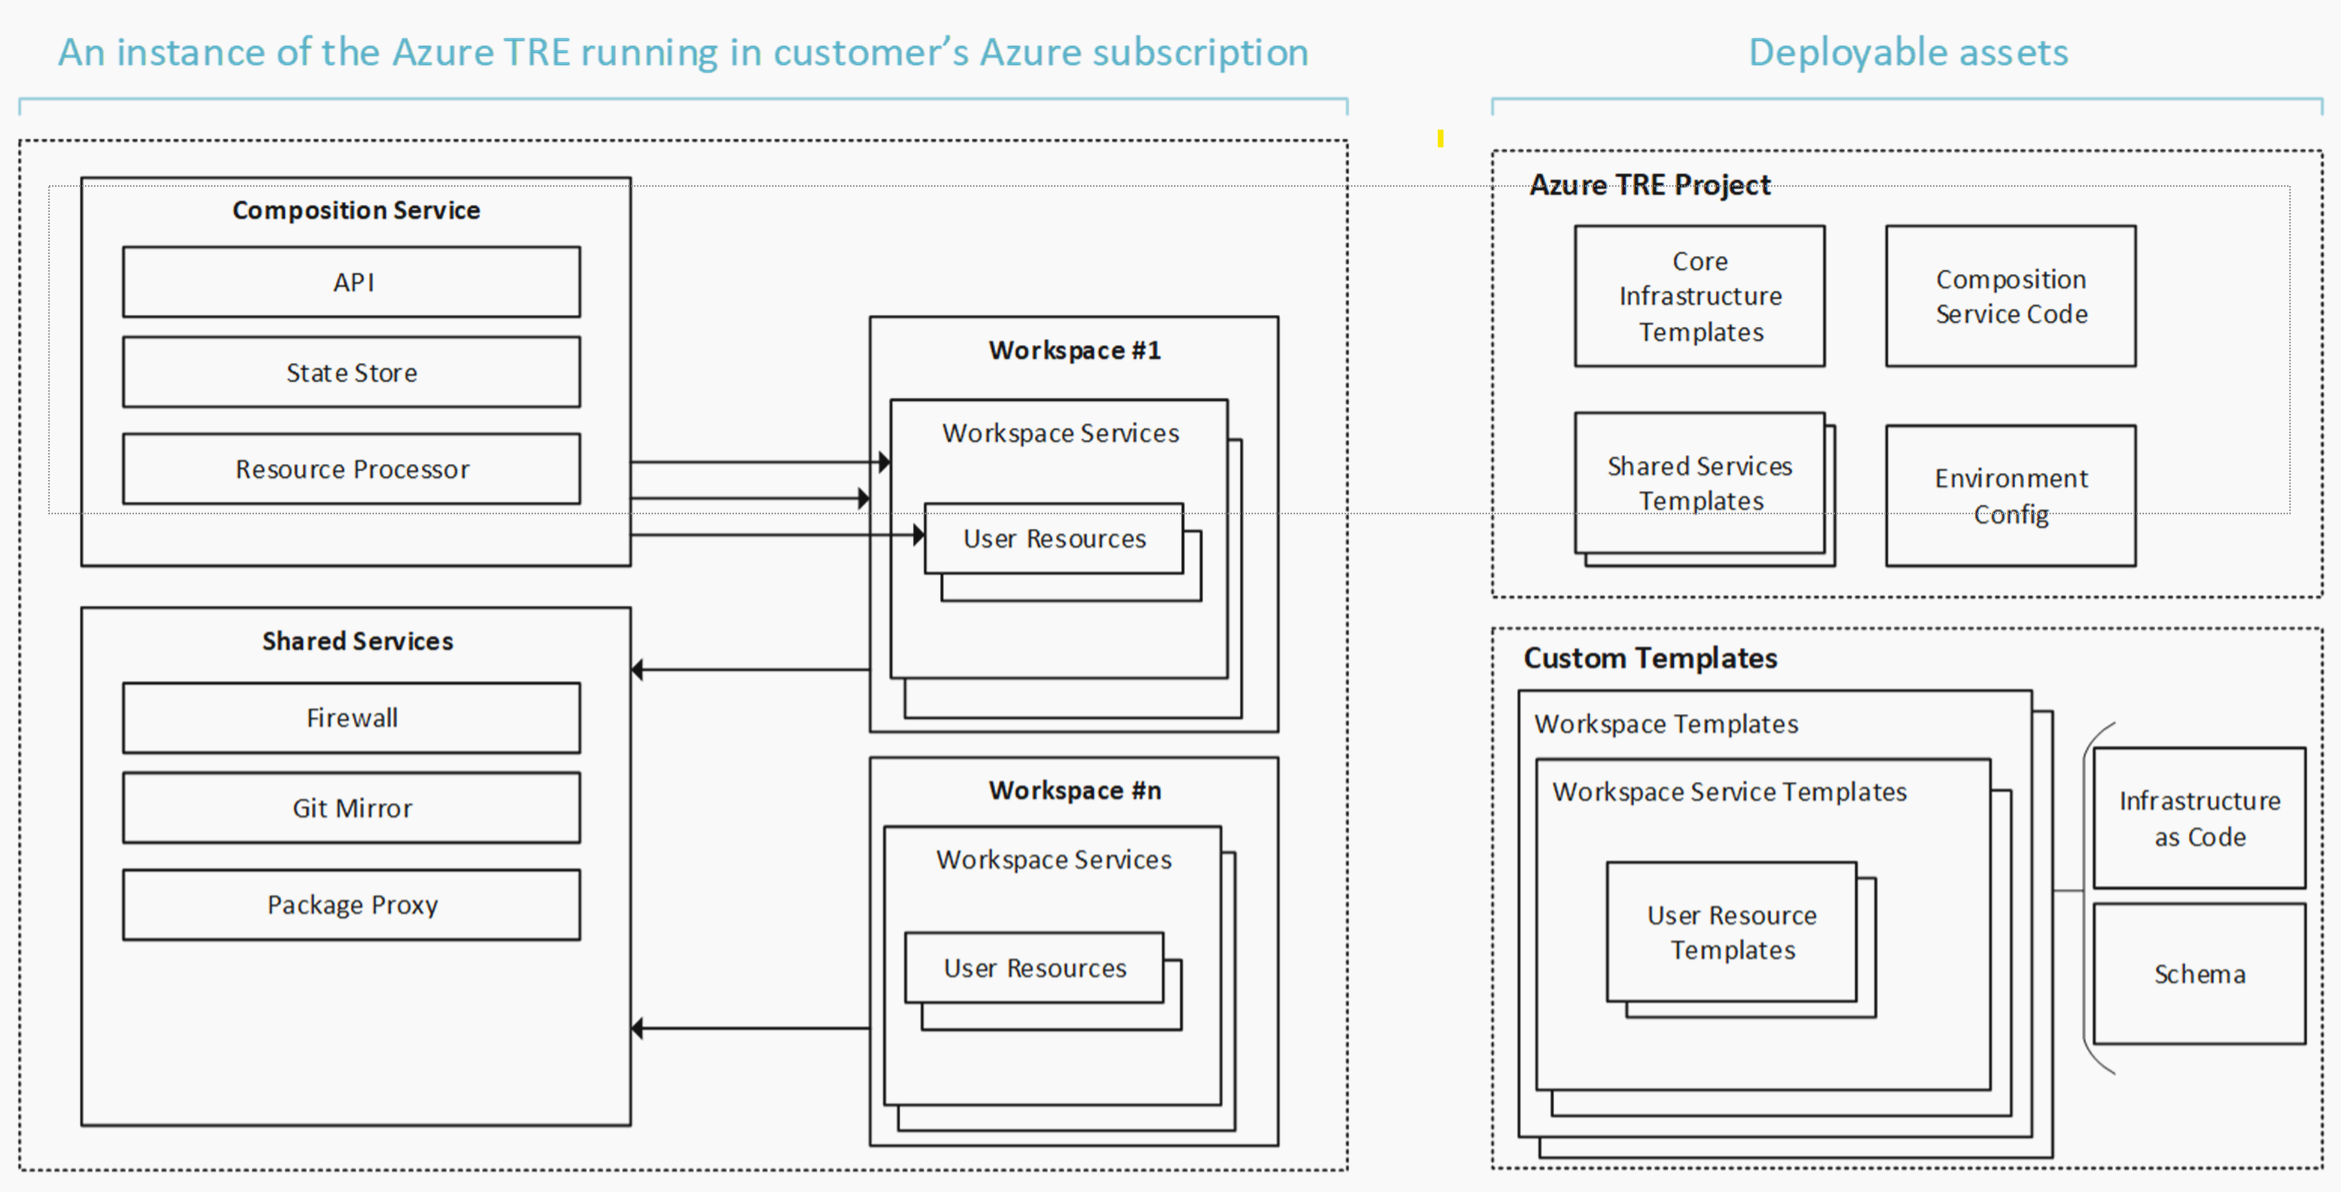 An instance of the Azure TRE running in customer’s Azure subscription
Composition Service
API
State Store
Resource Processor
Shared Services
Firewall
Git Mirror
Package Proxy
Workspace #1
Workspace Services
User Resources
Workspace #n
Workspace Services
User Resources
Deployable assets
Azure TRE Project
Core
Infrastructure
Templates
Composition
Service Code
Shared Services
Templates
Environment
Config
Custom Templates
Workspace Templates
Workspace Service Templates
User Resource
Templates
Infrastructure
as Code
Schema